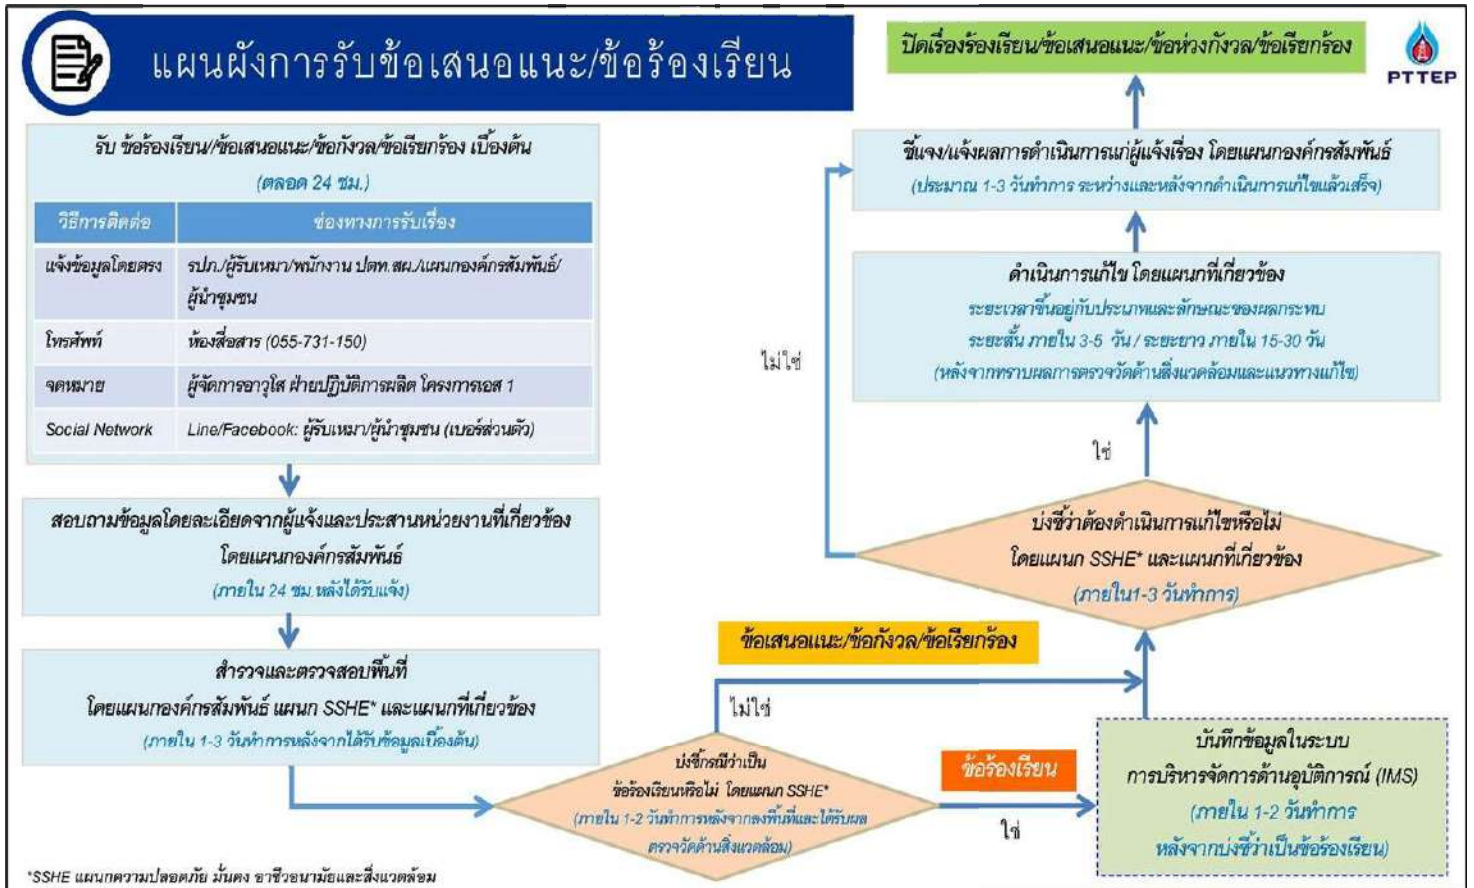 แผนผังการรับข้อเสนอแนะ/ข้อร้องเรียน
รับ ข้อร้องเรียน//ข้อเสนอแนะ/ข้อกังวล/ข้อเรียกร้อง เบื้องต้น
(ตลอด 24 ชม.)
วิธีการติดต่อ ช่องทางการรับเรื่อง
แจ้งข้อมูลโดยตรง รปภ./ผู้รับเหมา/พนักงาน ปตท.สผ./แผนกองค์กรสัมพันธ์/
ผู้นำชุมชน
โทรศัพท์ ห้องสื่อสาร (055-731-150)
จดหมาย ผู้จัดการอาวุโส ฝ่ายปฏิบัติการผลิต โครงการเอส 1
Social Network Line/Facebook: ผู้รับเหมา/ผู้นำชุมชน (เบอร์ส่วนตัว)
สอบถามข้อมูลโดยละเอียดจากผู้แจ้งและประสานหน่วยงานที่เกี่ยวข้อง
โดยแผนกองค์กรสัมพันธ์
(ภายใน 24 ชม.หลังได้รับแจ้ง)
สำรวจและตรวจสอบพื้นที่
โดยแผนกองค์กรสัมพันธ์ แผนก SSHE* และแผนกที่เกี่ยวข้อง
(ภายใน 1-3 วันทำการหลังจากได้รับข้อมูลเบื้องต้น)
บ่งชี้กรณีว่าเป็น
ข้อร้องเรียนหรือไม่ โดยแผนก SSHE*
(ภายใน 1-2 วันทำการหลังจากลงพื้นที่และได้รับผล
ตรวจวัดด้านสิ่งแวดล้อม)
ไม่ใช่
ข้อเสนอแนะ/ข้อกังวล/ข้อเรียกร้อง
ข้อร้องเรียน
ใช่
บันทึกข้อมูลในระบบ
การบริหารจัดการด้านอุบัติการณ์ (IMS)
(ภายใน 1-2 วันทำการ
หลังจากบ่งชี้ว่าเป็นข้อร้องเรียน)
บ่งชี้ว่าต้องดำเนินการแก้ไขหรือไม่
โดยแผนก SSHE* และแผนกที่เกี่ยวข้อง
(ภายใน1-3 วันทำการ)
ใช่
ไม่ใช่
ดำเนินการแก้ไข โดยแผนกที่เกี่ยวข้อง
ระยะเวลาขึ้นอยู่กับประเภทและลักษณะของผลกระทบ
ระยะสั้น ภายใน 3-5 วัน / ระยะยาว ภายใน 15-30 วัน
(หลังจากทราบผลการตรวจวัดด้านสิ่งแวดล้อมและแนวทางแก้ไข)
ชี้แจง/แจ้งผลการดำเนินการแก่ผู้แจ้งเรื่อง โดยแผนกองค์กรสัมพันธ์
(ประมาณ 1-3 วันทำการ ระหว่างและหลังจากดำเนินการแก้ไขแล้วเสร็จ)
ปิดเรื่องร้องเรียน/ข้อเสนอแนะ/ข้อห่วงกังวล/ข้อเรียกร้อง
PTTEP
*SSHE แผนกความปลอดภัย มั่นคง อาชีวอนามัยและสิ่งแวดล้อม